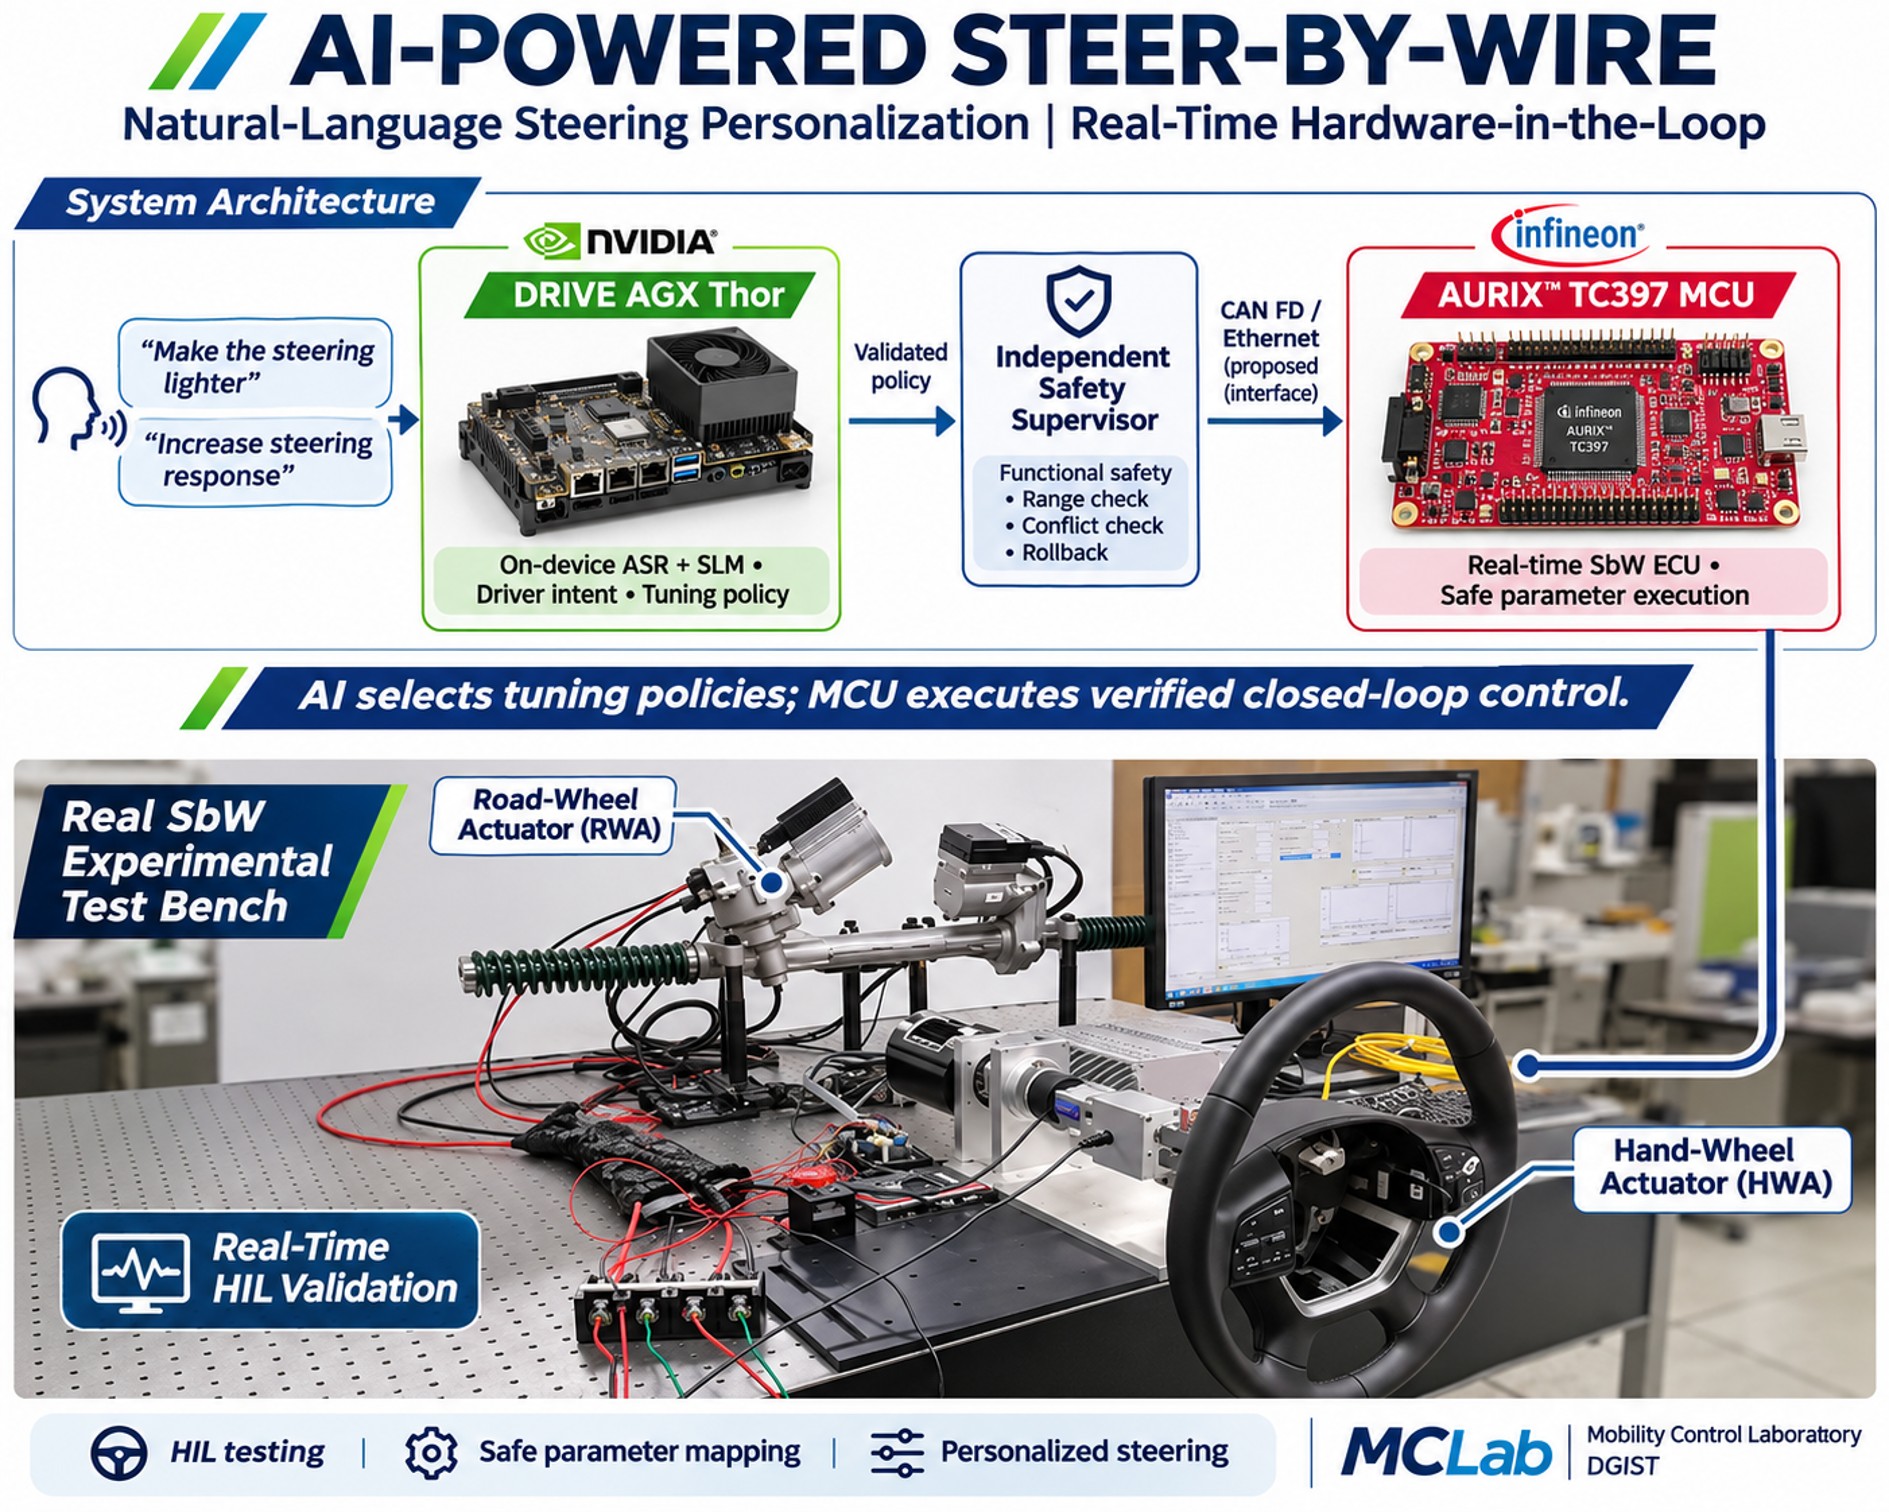 AI-POWERED STEER-BY-WIRE
Natural-Language Steering Personalization | Real-Time Hardware-in-the-Loop
System Architecture
“Make the steering
lighter”
“Increase steering
response”
NVIDIA
DRIVE AGX Thor
On-device ASR + SLM •
Driver intent • Tuning policy
Validated
policy
Independent
Safety
Supervisor
Functional safety
• Range check
• Conflict check
• Rollback
CAN FD /
Ethernet
(proposed
(interface)
infineon
AURIX™ TC397 MCU
infineon
AURIX™
TC397
Real-time SbW ECU •
Safe parameter execution
AI selects tuning policies; MCU executes verified closed-loop control.
Real SbW
Experimental
Test Bench
Road-Wheel
Actuator (RWA)
Hand-Wheel
Actuator (HWA)
Real-Time
HIL Validation
HIL testing
Safe parameter mapping
Personalized steering
MCLab
Mobility Control Laboratory
DGIST